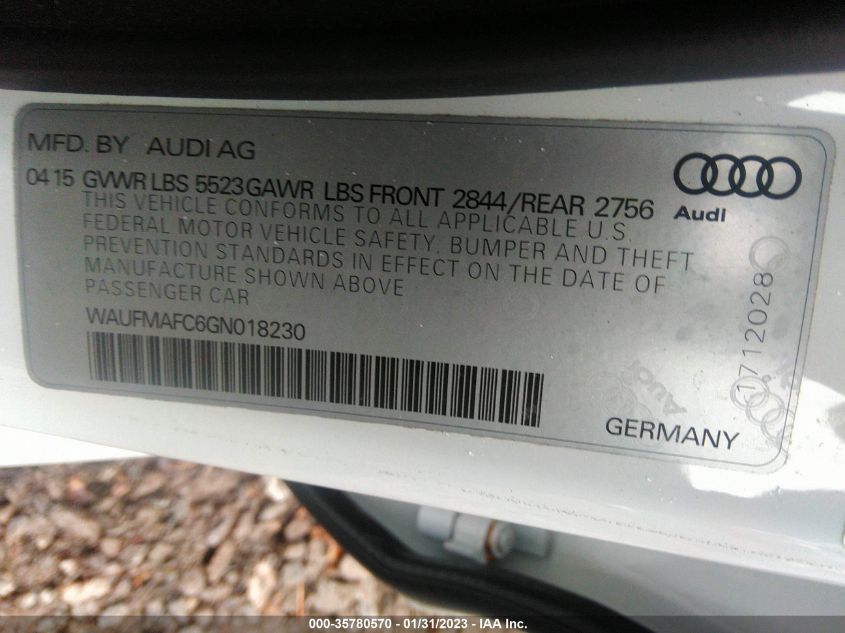 MFD. BY AUDI AG
04 15 GVWR LBS 5523 GAWR LBS FRONT 2844/REAR 2756
THIS VEHICLE CONFORMS TO ALL APPLICABLE U.S.
FEDERAL MOTOR VEHICLE SAFETY. BUMPER AND THEFT
PREVENTION STANDARDS IN EFFECT ON THE DATE OF
MANUFACTURE SHOWN ABOVE
PASSENGER CAR
WAUFMAFC6GN018230
Audi
1712028
Audi
GERMANY
000-35780570 - 01/31/2023 - IAA Inc.